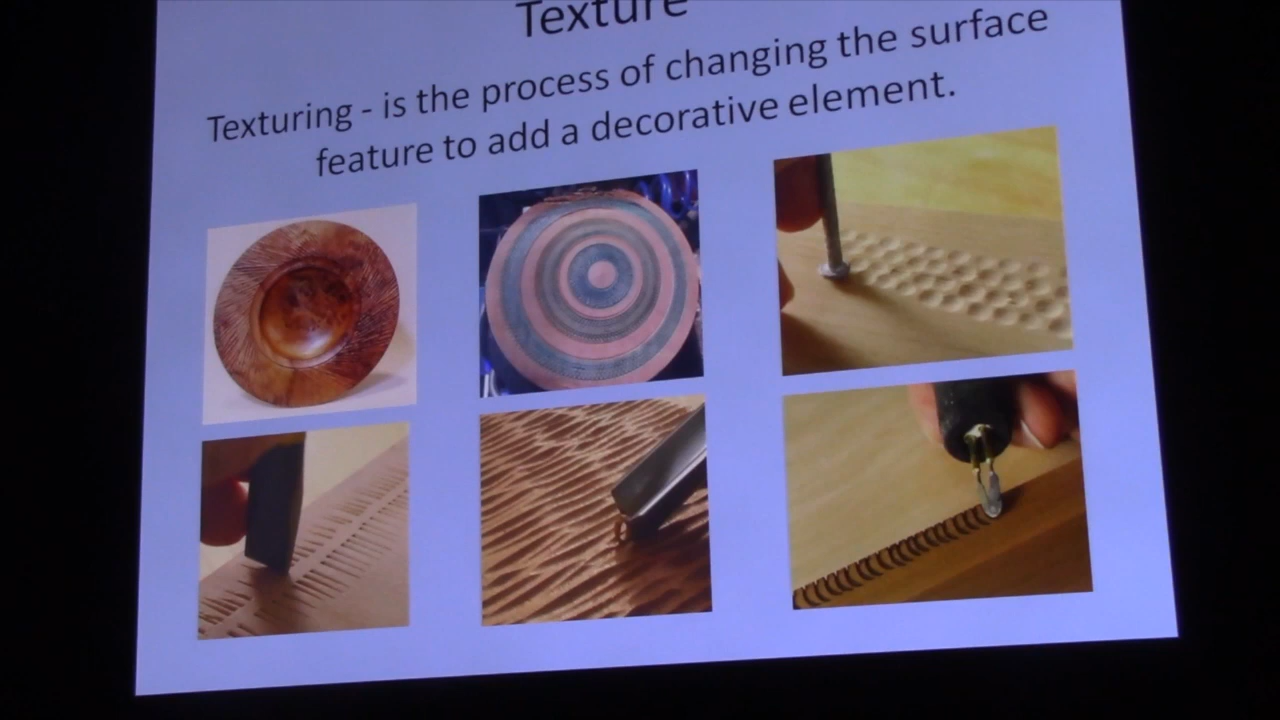 Texture
Texturing - is the process of changing the surface
feature to add a decorative element.